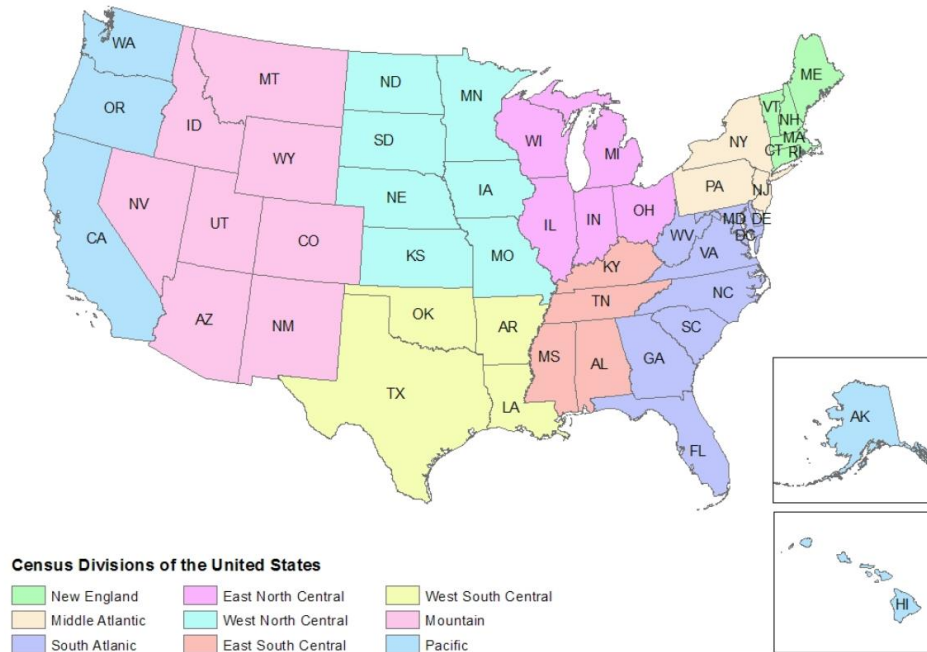 WA
MT
ND
MN
ME
OR
ID
SD
WI
MI
NY
VT
NH
MA
CT
RI
WY
NE
IA
PA
NJ
NV
UT
CO
KS
MO
IL
IN
OH
MD
DE
DC
WV
VA
CA
KY
TN
NC
AZ
NM
OK
AR
SC
MS
AL
GA
TX
LA
FL
AK
HI
Census Divisions of the United States
New England
East North Central
West South Central
Middle Atlantic
West North Central
Mountain
South Atlanic
East South Central
Pacific